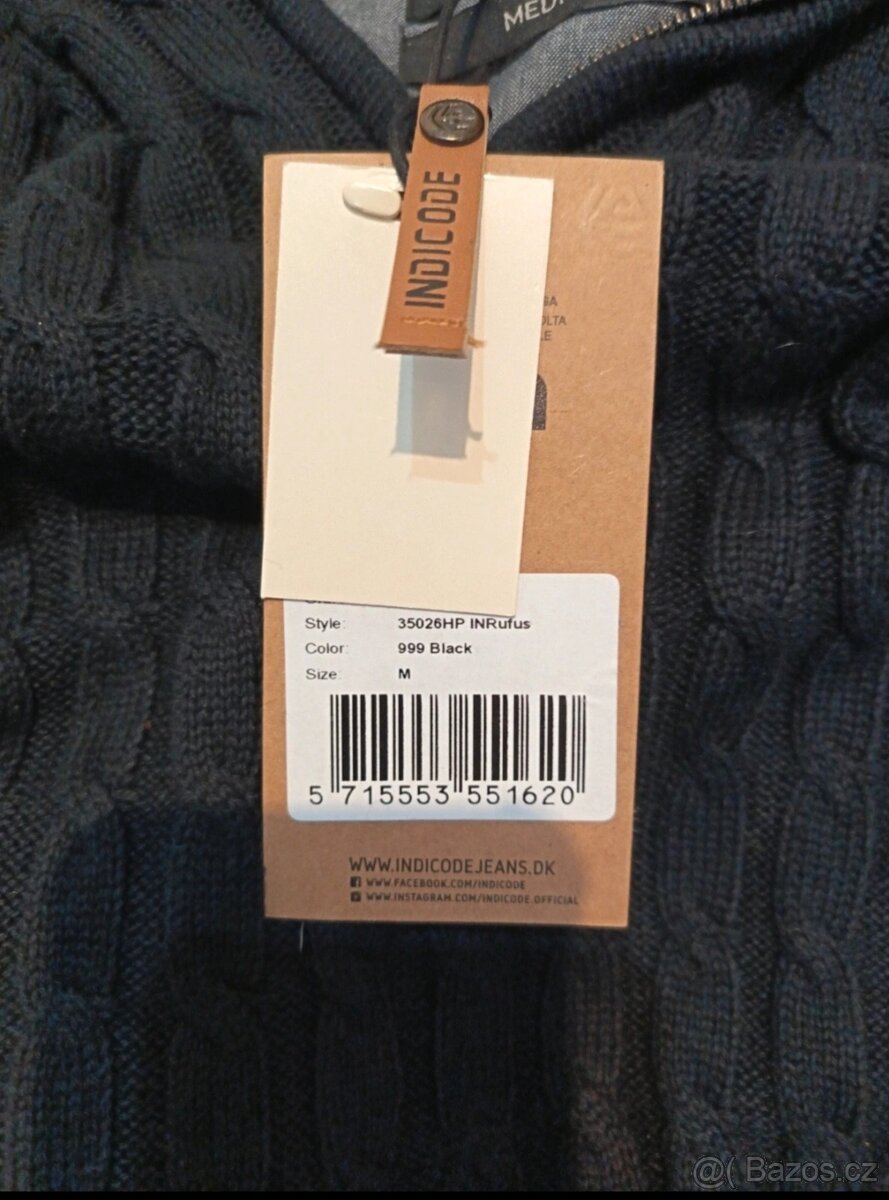 INDICODE
Style: 35026HP INRufus
Color: 999 Black
Size: M
5 715553 551620
WWW.INDICODEJEANS.DK
WWW.FACEBOOK.COM/INDICODE
WWW.INSTAGRAM.COM/INDICODE.OFFICIAL
@( Bazos.cz